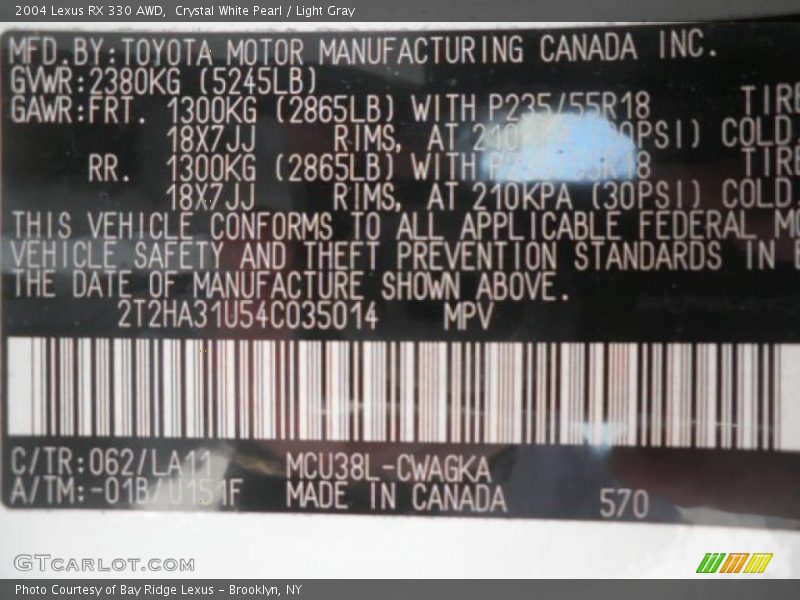 2004 Lexus RX 330 AWD,  Crystal White Pearl / Light Gray
MFD.BY:TOYOTA MOTOR MANUFACTURING CANADA INC.
GVWR:2380KG (5245LB)
GAWR:FRT. 1300KG (2865LB) WITH P235/55R18 TIRE
18X7JJ RIMS, AT 210KPA (30PSI) COLD.
RR. 1300KG (2865LB) WITH P235/55R18 TIRE
18X7JJ RIMS, AT 210KPA (30PSI) COLD.
THIS VEHICLE CONFORMS TO ALL APPLICABLE FEDERAL MO
VEHICLE SAFETY AND THEFT PREVENTION STANDARDS IN E
THE DATE OF MANUFACTURE SHOWN ABOVE.
2T2HA31U54C035014 MPV
C/TR:062/LA11 MCU38L-CWAGKA
A/TM:-01B/U151F MADE IN CANADA 570
GTCARLOT.COM
Photo Courtesy of Bay Ridge Lexus – Brooklyn, NY